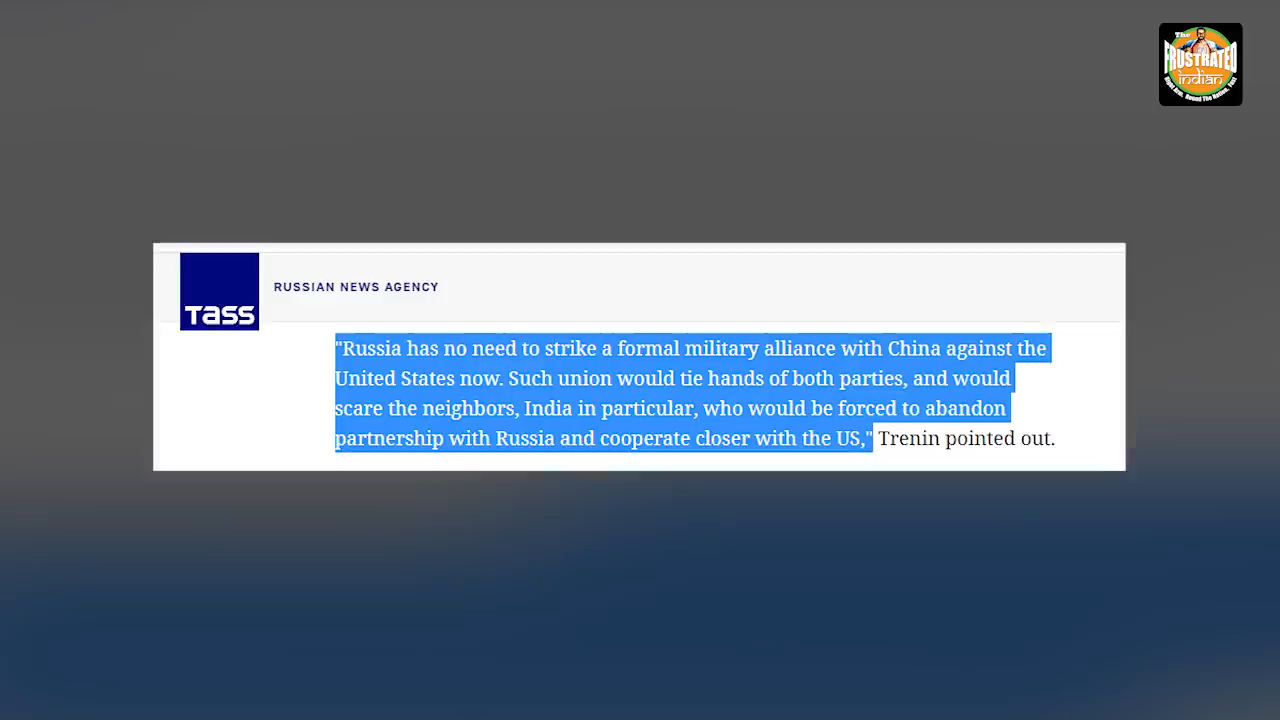 The
FRUSTRATED
indian
TASS
RUSSIAN NEWS AGENCY
"Russia has no need to strike a formal military alliance with China against the
United States now. Such union would tie hands of both parties, and would
scare the neighbors, India in particular, who would be forced to abandon
partnership with Russia and cooperate closer with the US," Trenin pointed out.